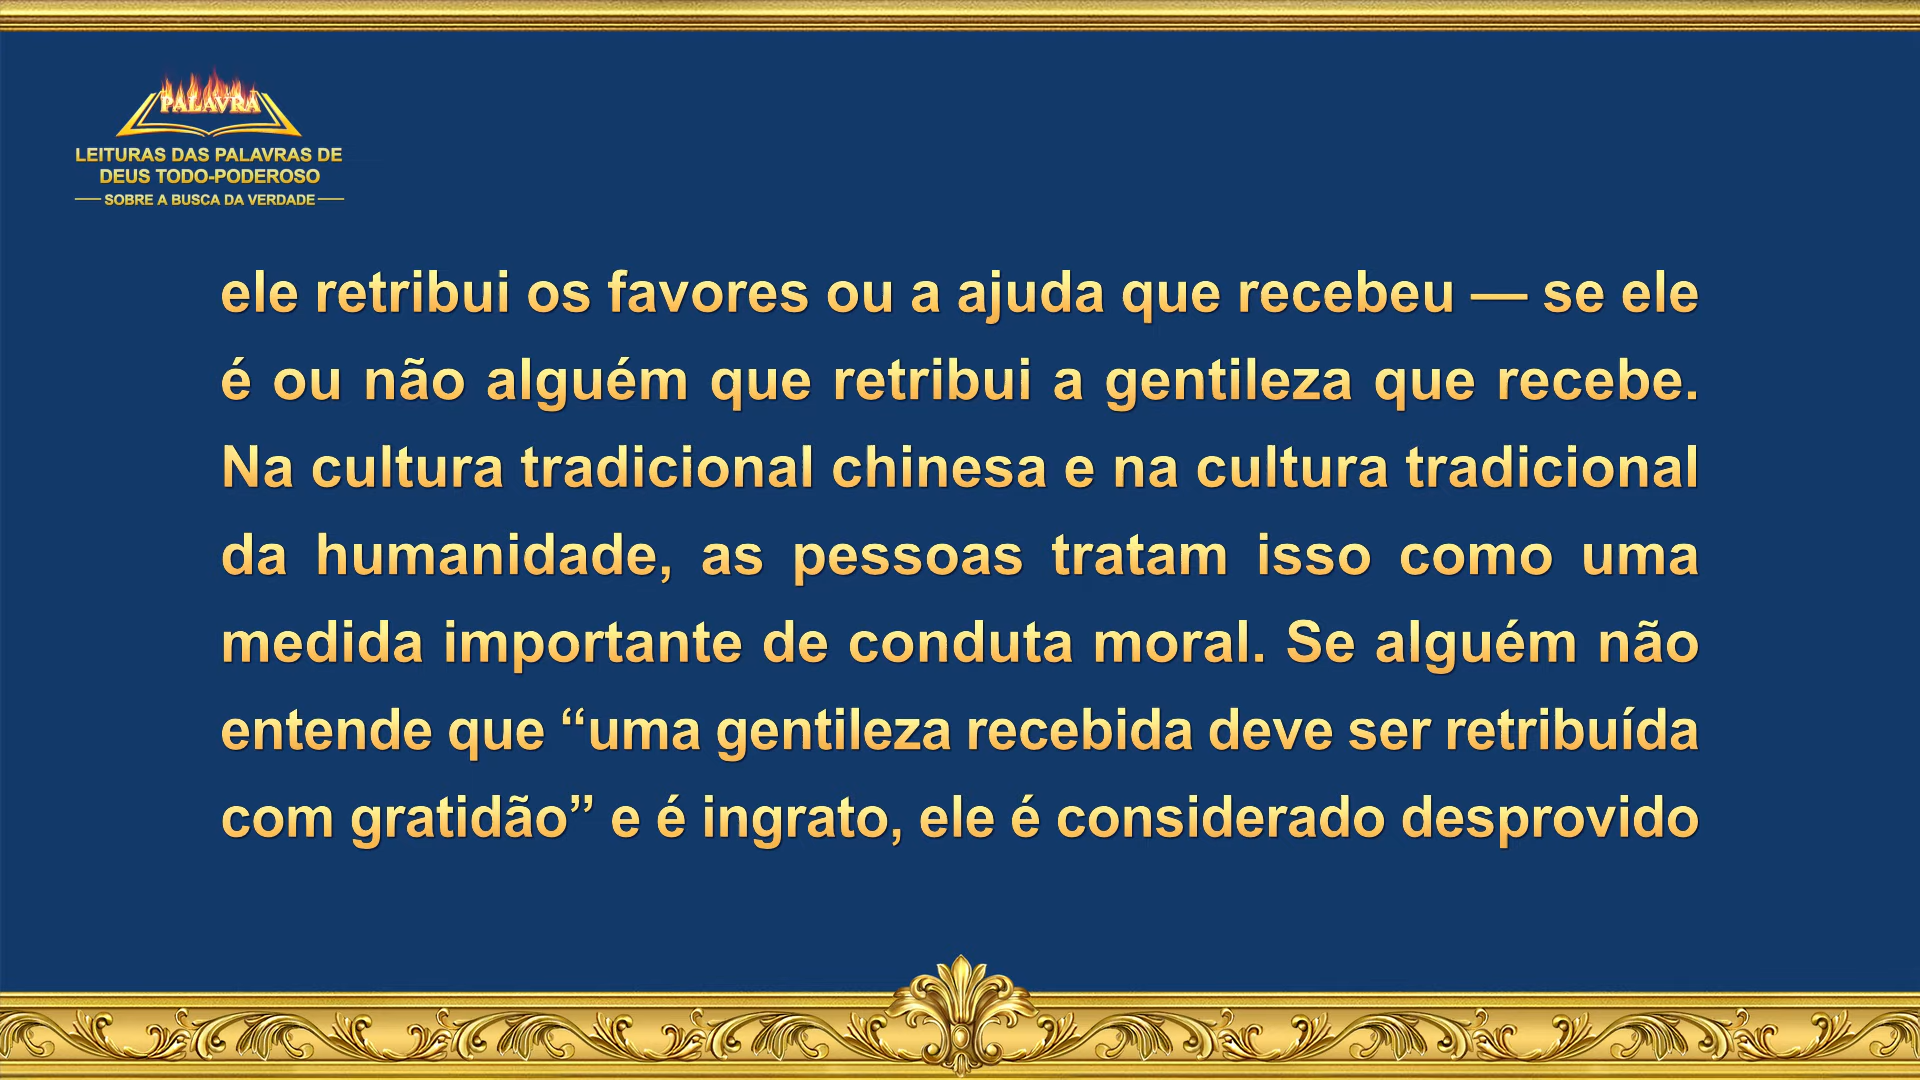 PALAVRA
LEITURAS DAS PALAVRAS DE
DEUS TODO-PODEROSO
SOBRE A BUSCA DA VERDADE
ele retribui os favores ou a ajuda que recebeu — se ele
é ou não alguém que retribui a gentileza que recebe.
Na cultura tradicional chinesa e na cultura tradicional
da humanidade, as pessoas tratam isso como uma
medida importante de conduta moral. Se alguém não
entende que “uma gentileza recebida deve ser retribuída
com gratidão” e é ingrato, ele é considerado desprovido